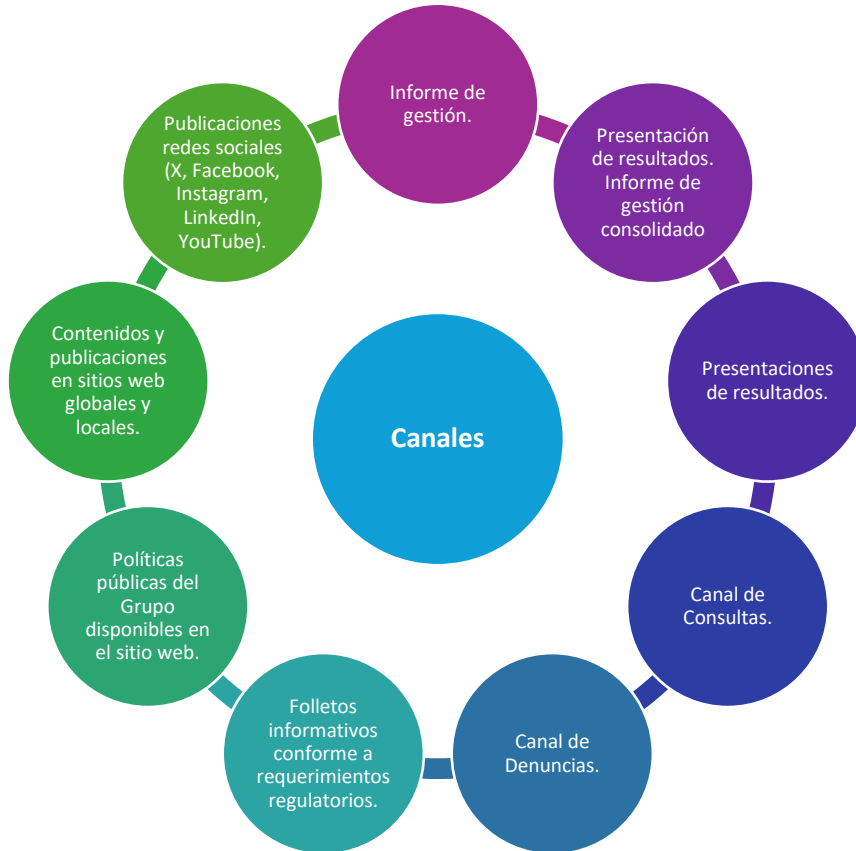 Informe de
gestión.
Presentación
de resultados.
Informe de
gestión
consolidado
Presentaciones
de resultados.
Canal de
Consultas.
Canal de
Denuncias.
Folletos
informativos
conforme a
requerimientos
regulatorios.
Políticas
públicas del
Grupo
disponibles en
el sitio web.
Contenidos y
publicaciones
en sitios web
globales y
locales.
Publicaciones
redes sociales
(X, Facebook,
Instagram,
LinkedIn,
YouTube).
Canales